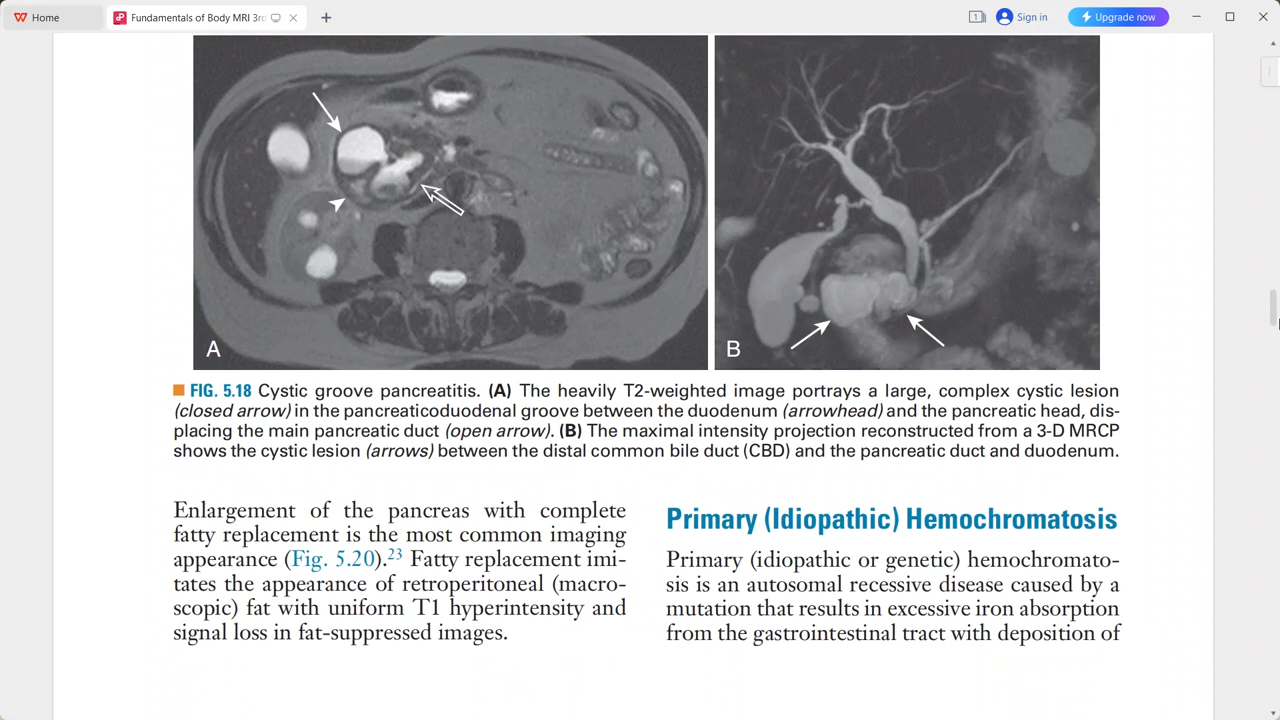 Home
Fundamentals of Body MRI 3rd
Sign in
Upgrade now
A
B
FIG. 5.18 Cystic groove pancreatitis. (A) The heavily T2-weighted image portrays a large, complex cystic lesion
(closed arrow) in the pancreaticoduodenal groove between the duodenum (arrowhead) and the pancreatic head, dis-
placing the main pancreatic duct (open arrow). (B) The maximal intensity projection reconstructed from a 3-D MRCP
shows the cystic lesion (arrows) between the distal common bile duct (CBD) and the pancreatic duct and duodenum.
Enlargement of the pancreas with complete
fatty replacement is the most common imaging
appearance (Fig. 5.20).23 Fatty replacement imi-
tates the appearance of retroperitoneal (macro-
scopic) fat with uniform T1 hyperintensity and
signal loss in fat-suppressed images.
Primary (Idiopathic) Hemochromatosis
Primary (idiopathic or genetic) hemochromato-
sis is an autosomal recessive disease caused by a
mutation that results in excessive iron absorption
from the gastrointestinal tract with deposition of